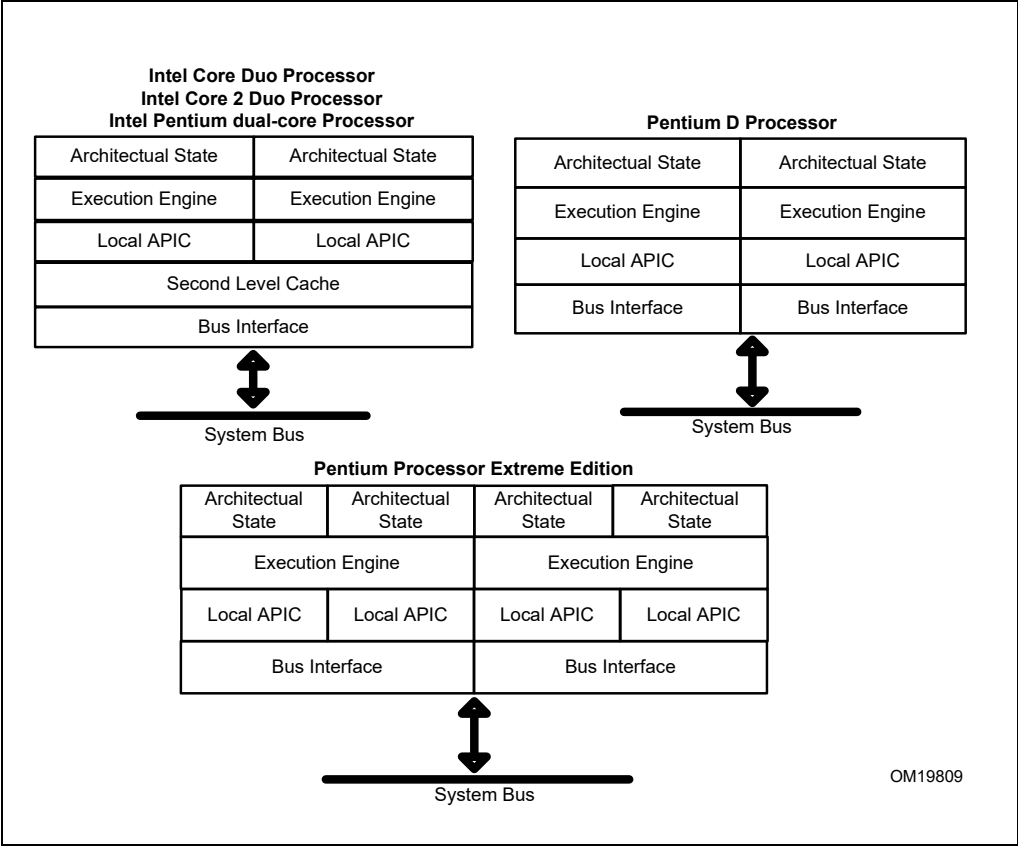 Intel Core Duo Processor
Intel Core 2 Duo Processor
Intel Pentium dual-core Processor
Architectual State Architectual State
Execution Engine Execution Engine
Local APIC Local APIC
Second Level Cache
Bus Interface
System Bus
Pentium D Processor
Architectual State Architectual State
Execution Engine Execution Engine
Local APIC Local APIC
Bus Interface Bus Interface
System Bus
Pentium Processor Extreme Edition
Architectual Architectual Architectual Architectual
State State State State
Execution Engine Execution Engine
Local APIC Local APIC Local APIC Local APIC
Bus Interface Bus Interface
System Bus
OM19809